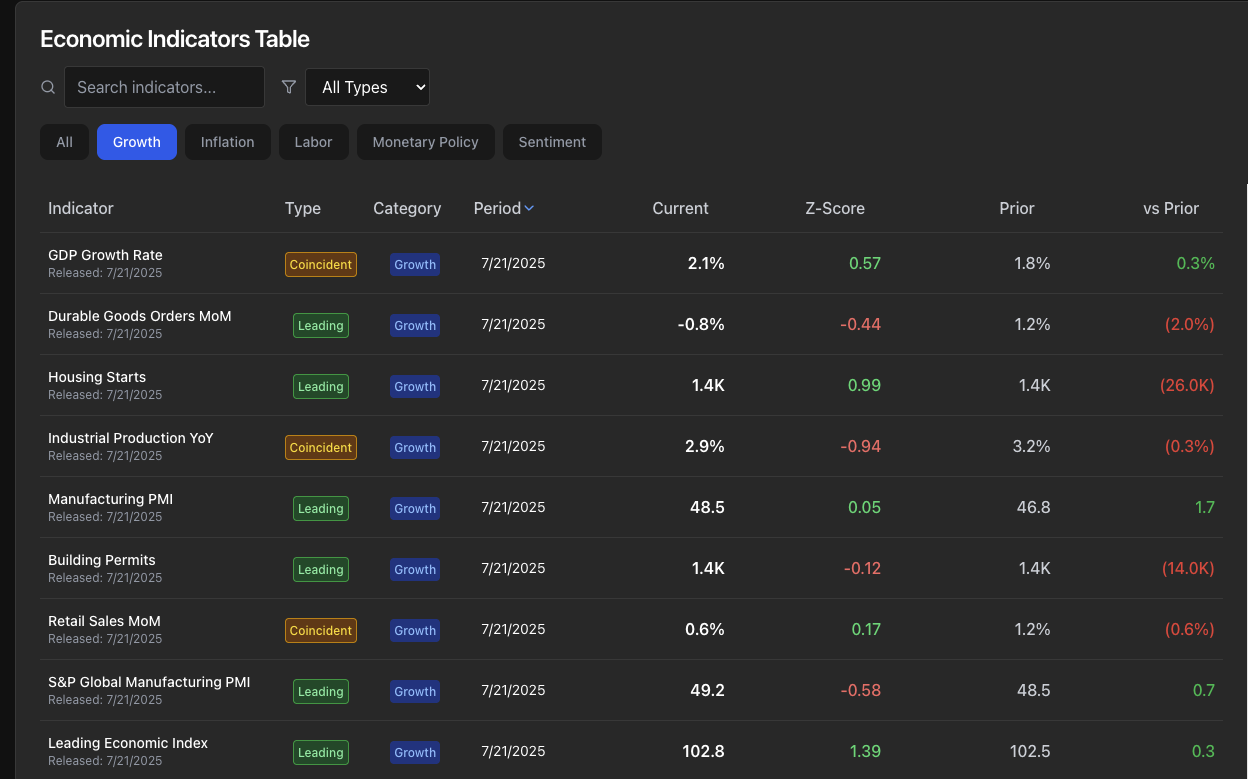 Economic Indicators Table
Search indicators... All Types
All Growth Inflation Labor Monetary Policy Sentiment
Indicator Type Category Period Current Z-Score Prior vs Prior
GDP Growth Rate Coincident Growth 7/21/2025 2.1% 0.57 1.8% 0.3%
Released: 7/21/2025
Durable Goods Orders MoM Leading Growth 7/21/2025 -0.8% -0.44 1.2% (2.0%)
Released: 7/21/2025
Housing Starts Leading Growth 7/21/2025 1.4K 0.99 1.4K (26.0K)
Released: 7/21/2025
Industrial Production YoY Coincident Growth 7/21/2025 2.9% -0.94 3.2% (0.3%)
Released: 7/21/2025
Manufacturing PMI Leading Growth 7/21/2025 48.5 0.05 46.8 1.7
Released: 7/21/2025
Building Permits Leading Growth 7/21/2025 1.4K -0.12 1.4K (14.0K)
Released: 7/21/2025
Retail Sales MoM Coincident Growth 7/21/2025 0.6% 0.17 1.2% (0.6%)
Released: 7/21/2025
S&P Global Manufacturing PMI Leading Growth 7/21/2025 49.2 -0.58 48.5 0.7
Released: 7/21/2025
Leading Economic Index Leading Growth 7/21/2025 102.8 1.39 102.5 0.3
Released: 7/21/2025